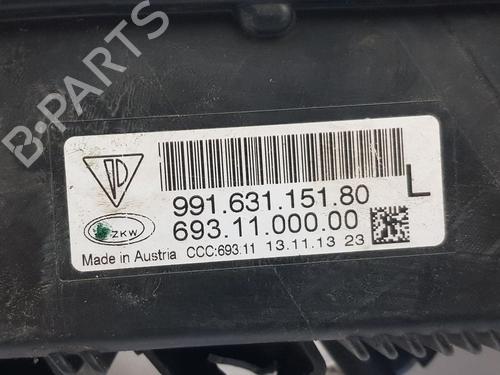 B-PARTS
991.631.151.80 L
693.11.000.00
ZKW
Made in Austria CCC:693.11 13.11.13 23